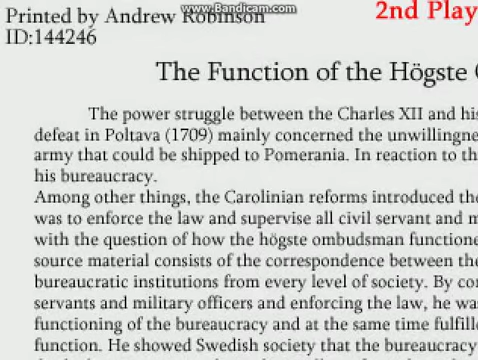 www.Bandicam.com
Printed by Andrew Robinson
2nd Play
ID:144246
The Function of the Högste
The power struggle between the Charles XII and his
defeat in Poltava (1709) mainly concerned the unwillingne
army that could be shipped to Pomerania. In reaction to th
his bureaucracy.
Among other things, the Carolinian reforms introduced the
was to enforce the law and supervise all civil servant and m
with the question of how the högste ombudsman functione
source material consists of the correspondence between the
bureaucratic institutions from every level of society. By co
servants and military officers and enforcing the law, he wa
functioning of the bureaucracy and at the same time fulfille
function. He showed Swedish society that the bureaucracy